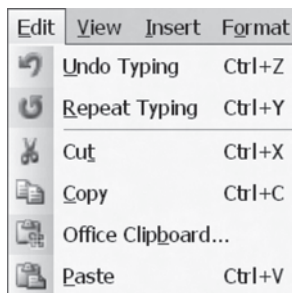 Edit View Insert Format
Undo Typing Ctrl+Z
Repeat Typing Ctrl+Y
Cut Ctrl+X
Copy Ctrl+C
Office Clipboard...
Paste Ctrl+V